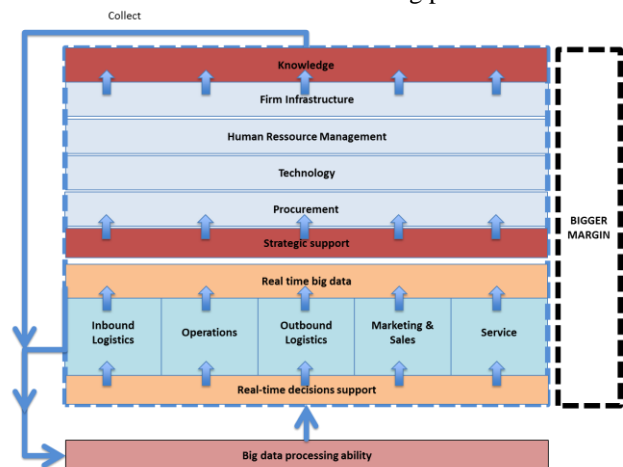 Collect
Knowledge
Firm Infrastructure
Human Ressource Management
Technology
Procurement
Strategic support
BIGGER
MARGIN
Real time big data
Inbound
Logistics
Operations
Outbound
Logistics
Marketing &
Sales
Service
Real-time decisions support
Big data processing ability